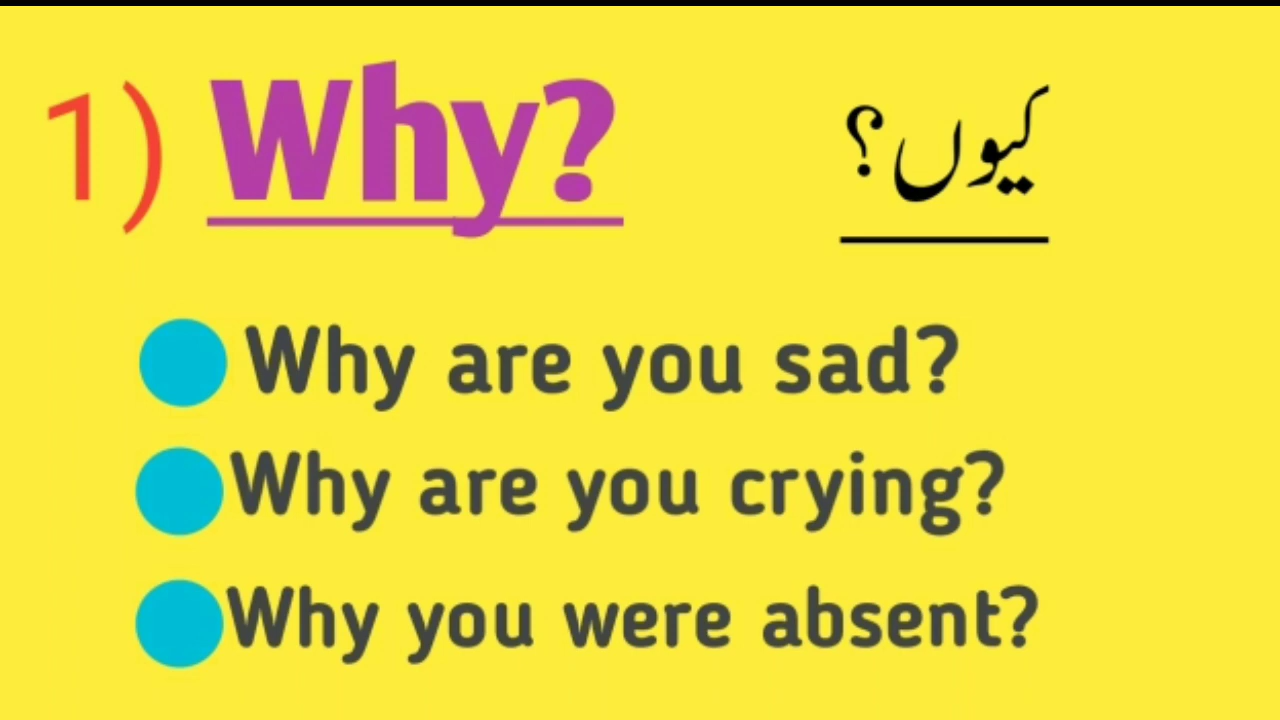 1) Why? کیوں؟
Why are you sad?
Why are you crying?
Why you were absent?